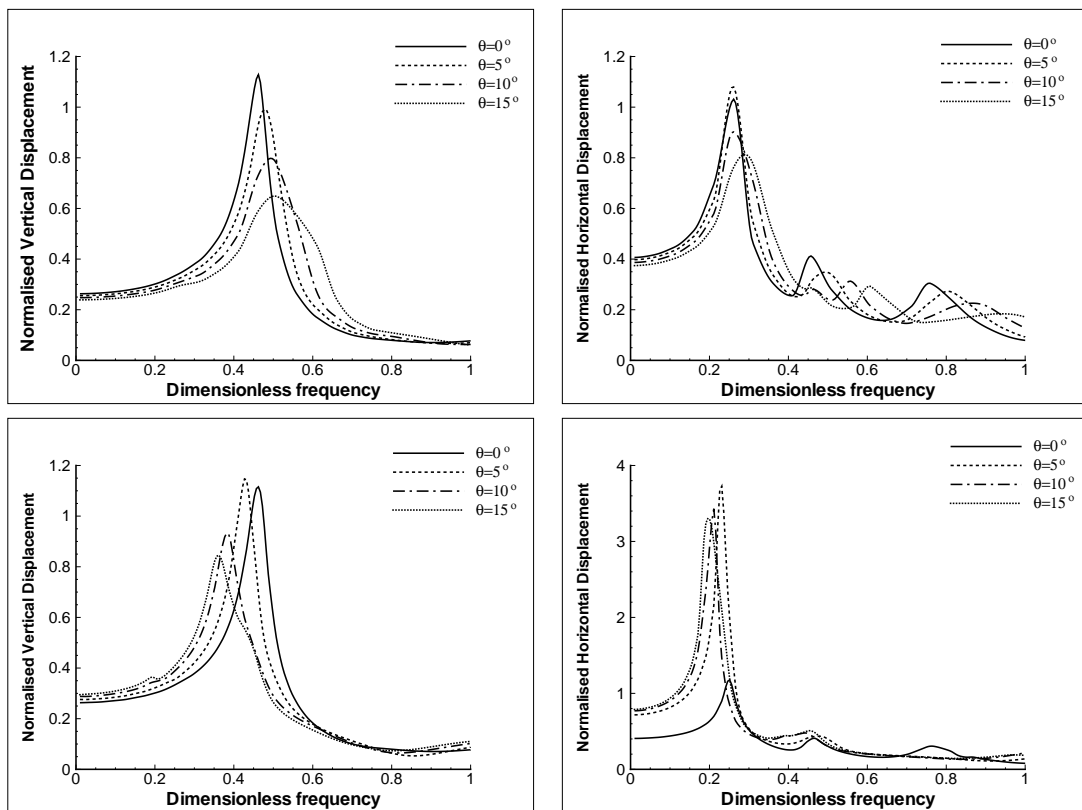 θ=0 o
θ=5 o
θ=10 o
θ=15 o
Normalised Vertical Displacement
1.2
1
0.8
0.6
0.4
0.2
0
0 0.2 0.4 0.6 0.8 1
Dimensionless frequency
θ=0 o
θ=5 o
θ=10 o
θ=15 o
Normalised Horizontal Displacement
1.2
1
0.8
0.6
0.4
0.2
0
0 0.2 0.4 0.6 0.8 1
Dimensionless frequency
θ=0 o
θ=5 o
θ=10 o
θ=15 o
Normalised Vertical Displacement
1.2
1
0.8
0.6
0.4
0.2
0
0 0.2 0.4 0.6 0.8 1
Dimensionless frequency
θ=0 o
θ=5 o
θ=10 o
θ=15 o
Normalised Horizontal Displacement
4
3
2
1
0
0 0.2 0.4 0.6 0.8 1
Dimensionless frequency